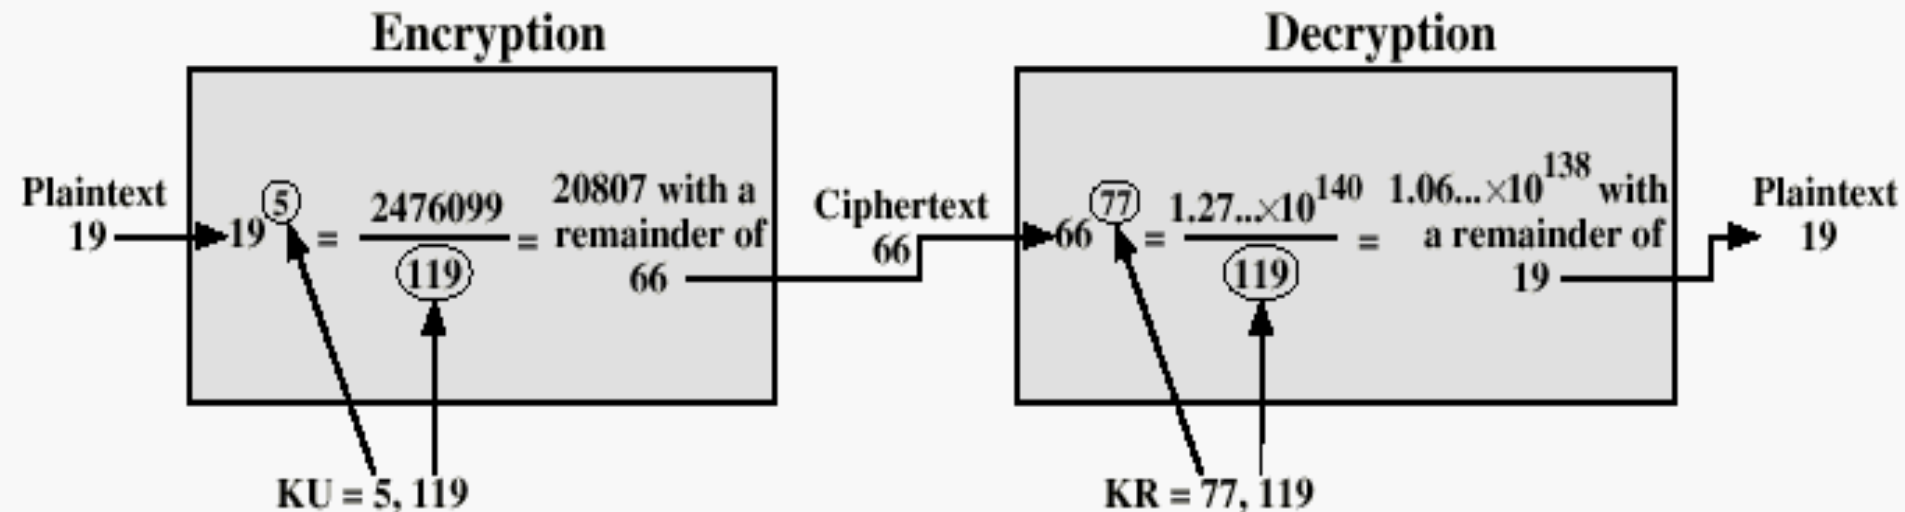 Encryption
Plaintext
19
19^5 = 2476099 / 119 = 20807 with a
remainder of
66
KU = 5, 119
Ciphertext
66
Decryption
66^77 = 1.27...×10^140 / 119 = 1.06...×10^138 with
a remainder of
19
KR = 77, 119
Plaintext
19